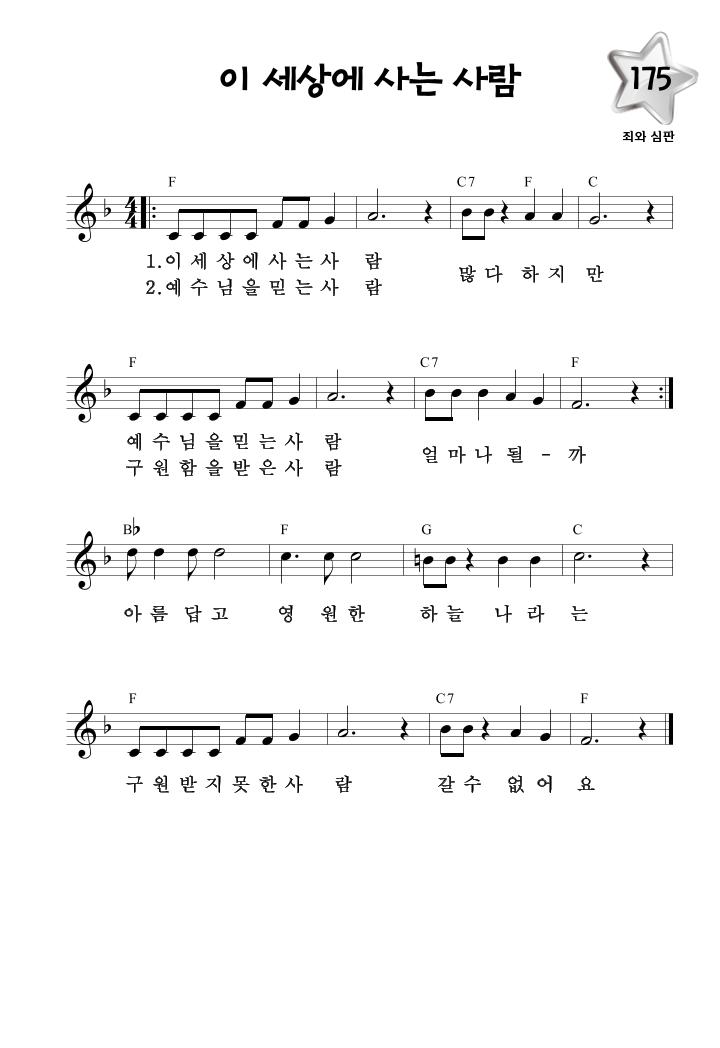 이 세상에 사는 사람
175
죄와 심판
F C7 F C
1.이 세 상 에 사 는 사 람 많 다 하 지 만
2.예 수 님 을 믿 는 사 람
F C7 F
예 수 님 을 믿 는 사 람 얼 마 나 될 - 까
구 원 함 을 받 은 사 람
B♭ F G C
아 름 답 고 영 원 한 하 늘 나 라 는
F C7 F
구 원 받 지 못 한 사 람 갈 수 없 어 요